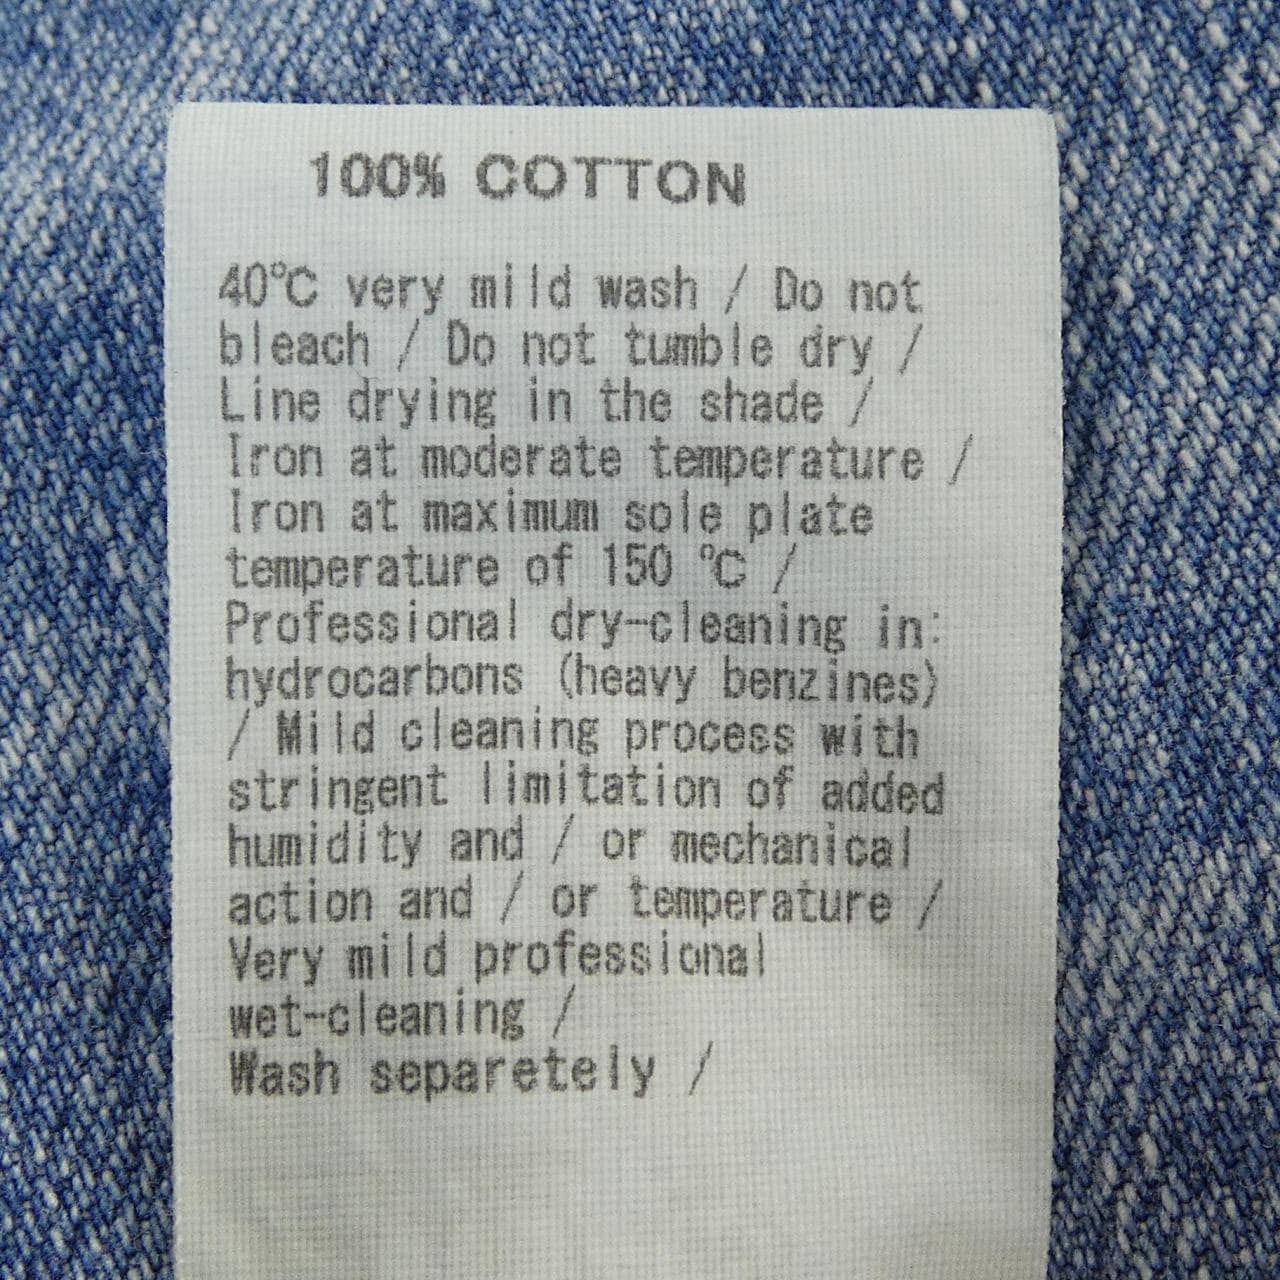 100% COTTON
40℃ very mild wash / Do not
bleach / Do not tumble dry /
Line drying in the shade /
Iron at moderate temperature /
Iron at maximum sole plate
temperature of 150 ℃ /
Professional dry-cleaning in:
hydrocarbons (heavy benzines)
/ Mild cleaning process with
stringent limitation of added
humidity and / or mechanical
action and / or temperature /
Very mild professional
wet-cleaning /
Wash separetely /